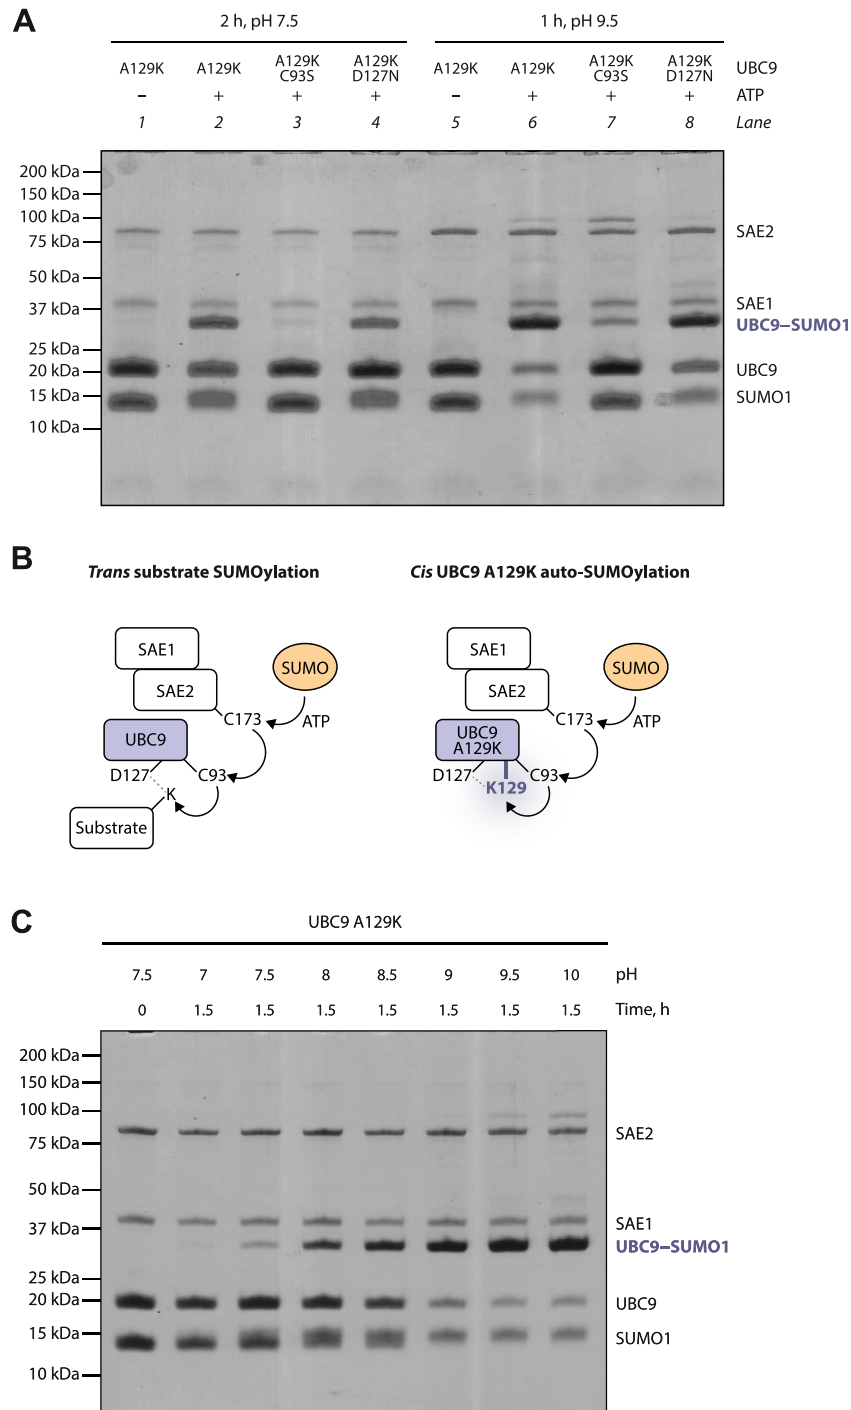 A
2 h, pH 7.5 1 h, pH 9.5
A129K A129K A129K C93S A129K D127N A129K A129K A129K C93S A129K D127N UBC9
– + + + – + + + ATP
1 2 3 4 5 6 7 8 Lane
200 kDa
150 kDa
100 kDa
75 kDa
50 kDa
37 kDa
25 kDa
20 kDa
15 kDa
10 kDa
SAE2
SAE1
UBC9–SUMO1
UBC9
SUMO1
B
Trans substrate SUMOylation
SAE1
SUMO
SAE2
C173
ATP
UBC9
D127
C93
K
Substrate
Cis UBC9 A129K auto-SUMOylation
SAE1
SUMO
SAE2
C173
ATP
UBC9
A129K
D127
C93
K129
C
UBC9 A129K
7.5 7 7.5 8 8.5 9 9.5 10 pH
0 1.5 1.5 1.5 1.5 1.5 1.5 1.5 Time, h
200 kDa
150 kDa
100 kDa
75 kDa
50 kDa
37 kDa
25 kDa
20 kDa
15 kDa
10 kDa
SAE2
SAE1
UBC9–SUMO1
UBC9
SUMO1